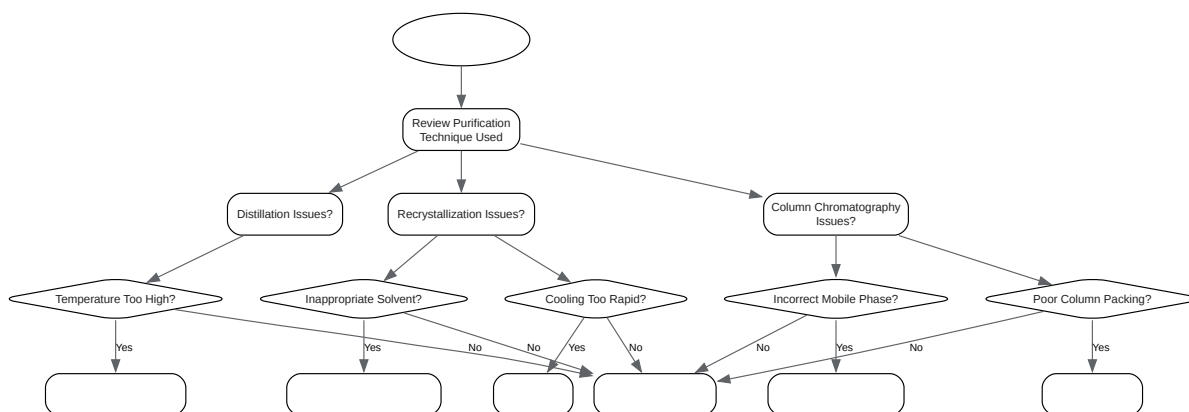 Review Purification
Technique Used
Distillation Issues?
Recrystallization Issues?
Column Chromatography
Issues?
Temperature Too High?
Inappropriate Solvent?
Cooling Too Rapid?
Incorrect Mobile Phase?
Poor Column Packing?
Yes
No
Yes
No
Yes
No
No
Yes
No
Yes